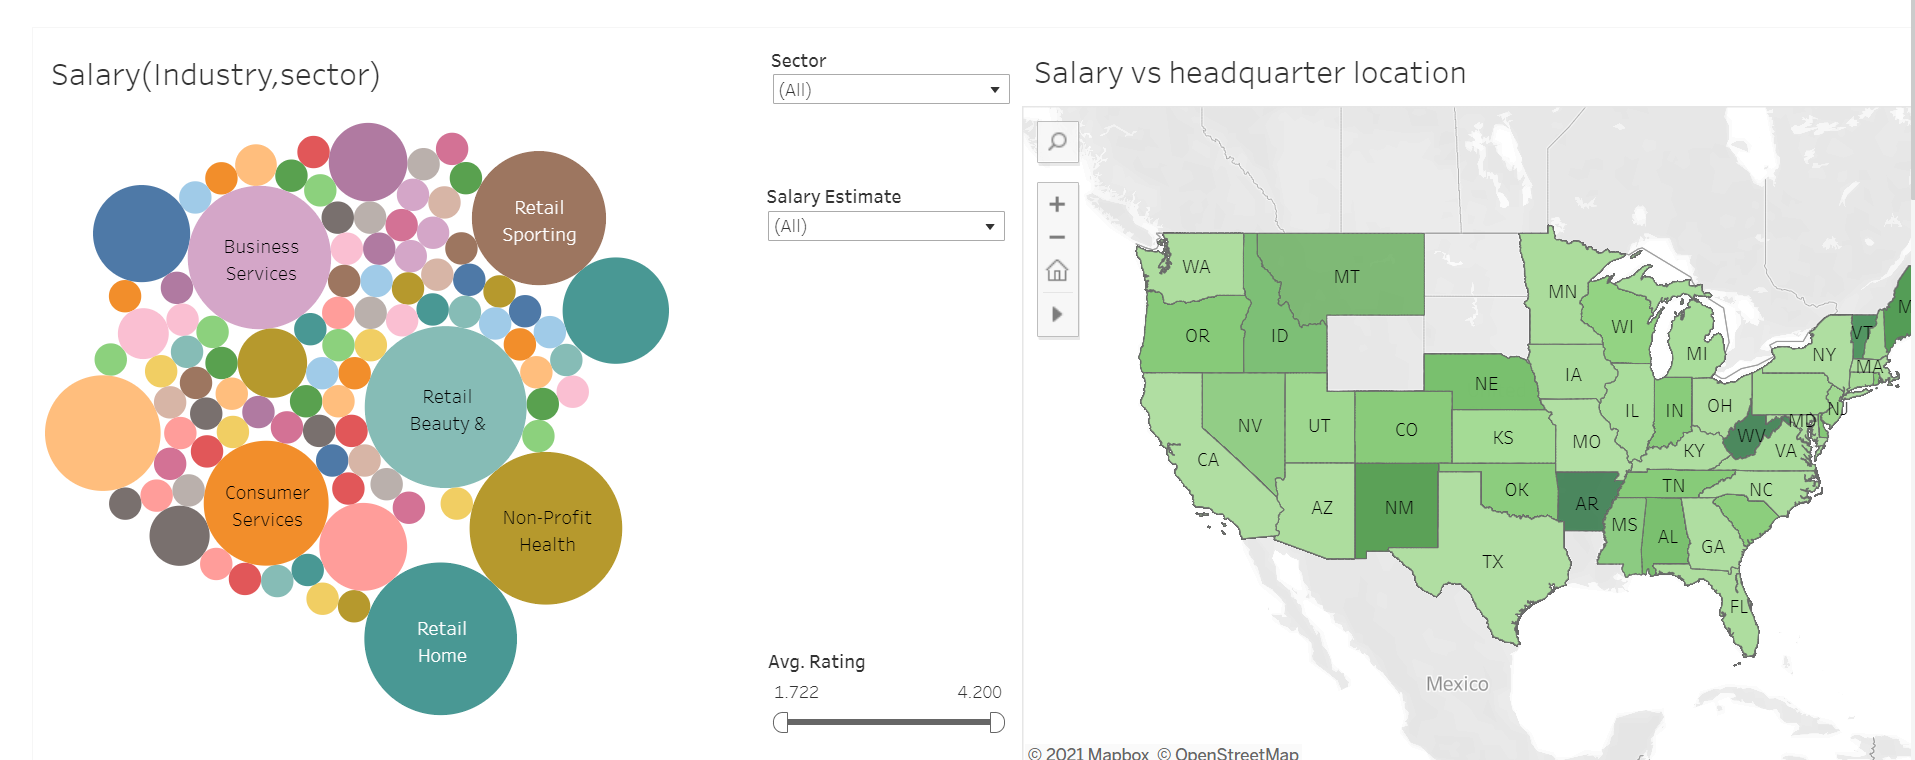 Salary(Industry,sector)
Business
Services
Retail
Sporting
Retail
Beauty &
Consumer
Services
Non-Profit
Health
Retail
Home
Sector
(All)
Salary Estimate
(All)
Avg. Rating
1.722 4.200
Salary vs headquarter location
WA
MT
MN
M
OR
ID
WI
VT
MI
NY
MA
NE
IA
NV
UT
CO
KS
IL
IN
OH
NJ
MD
CA
MO
KY
WV
VA
AZ
NM
OK
AR
TN
NC
TX
MS
AL
GA
FL
Mexico
© 2021 Mapbox © OpenStreetMap